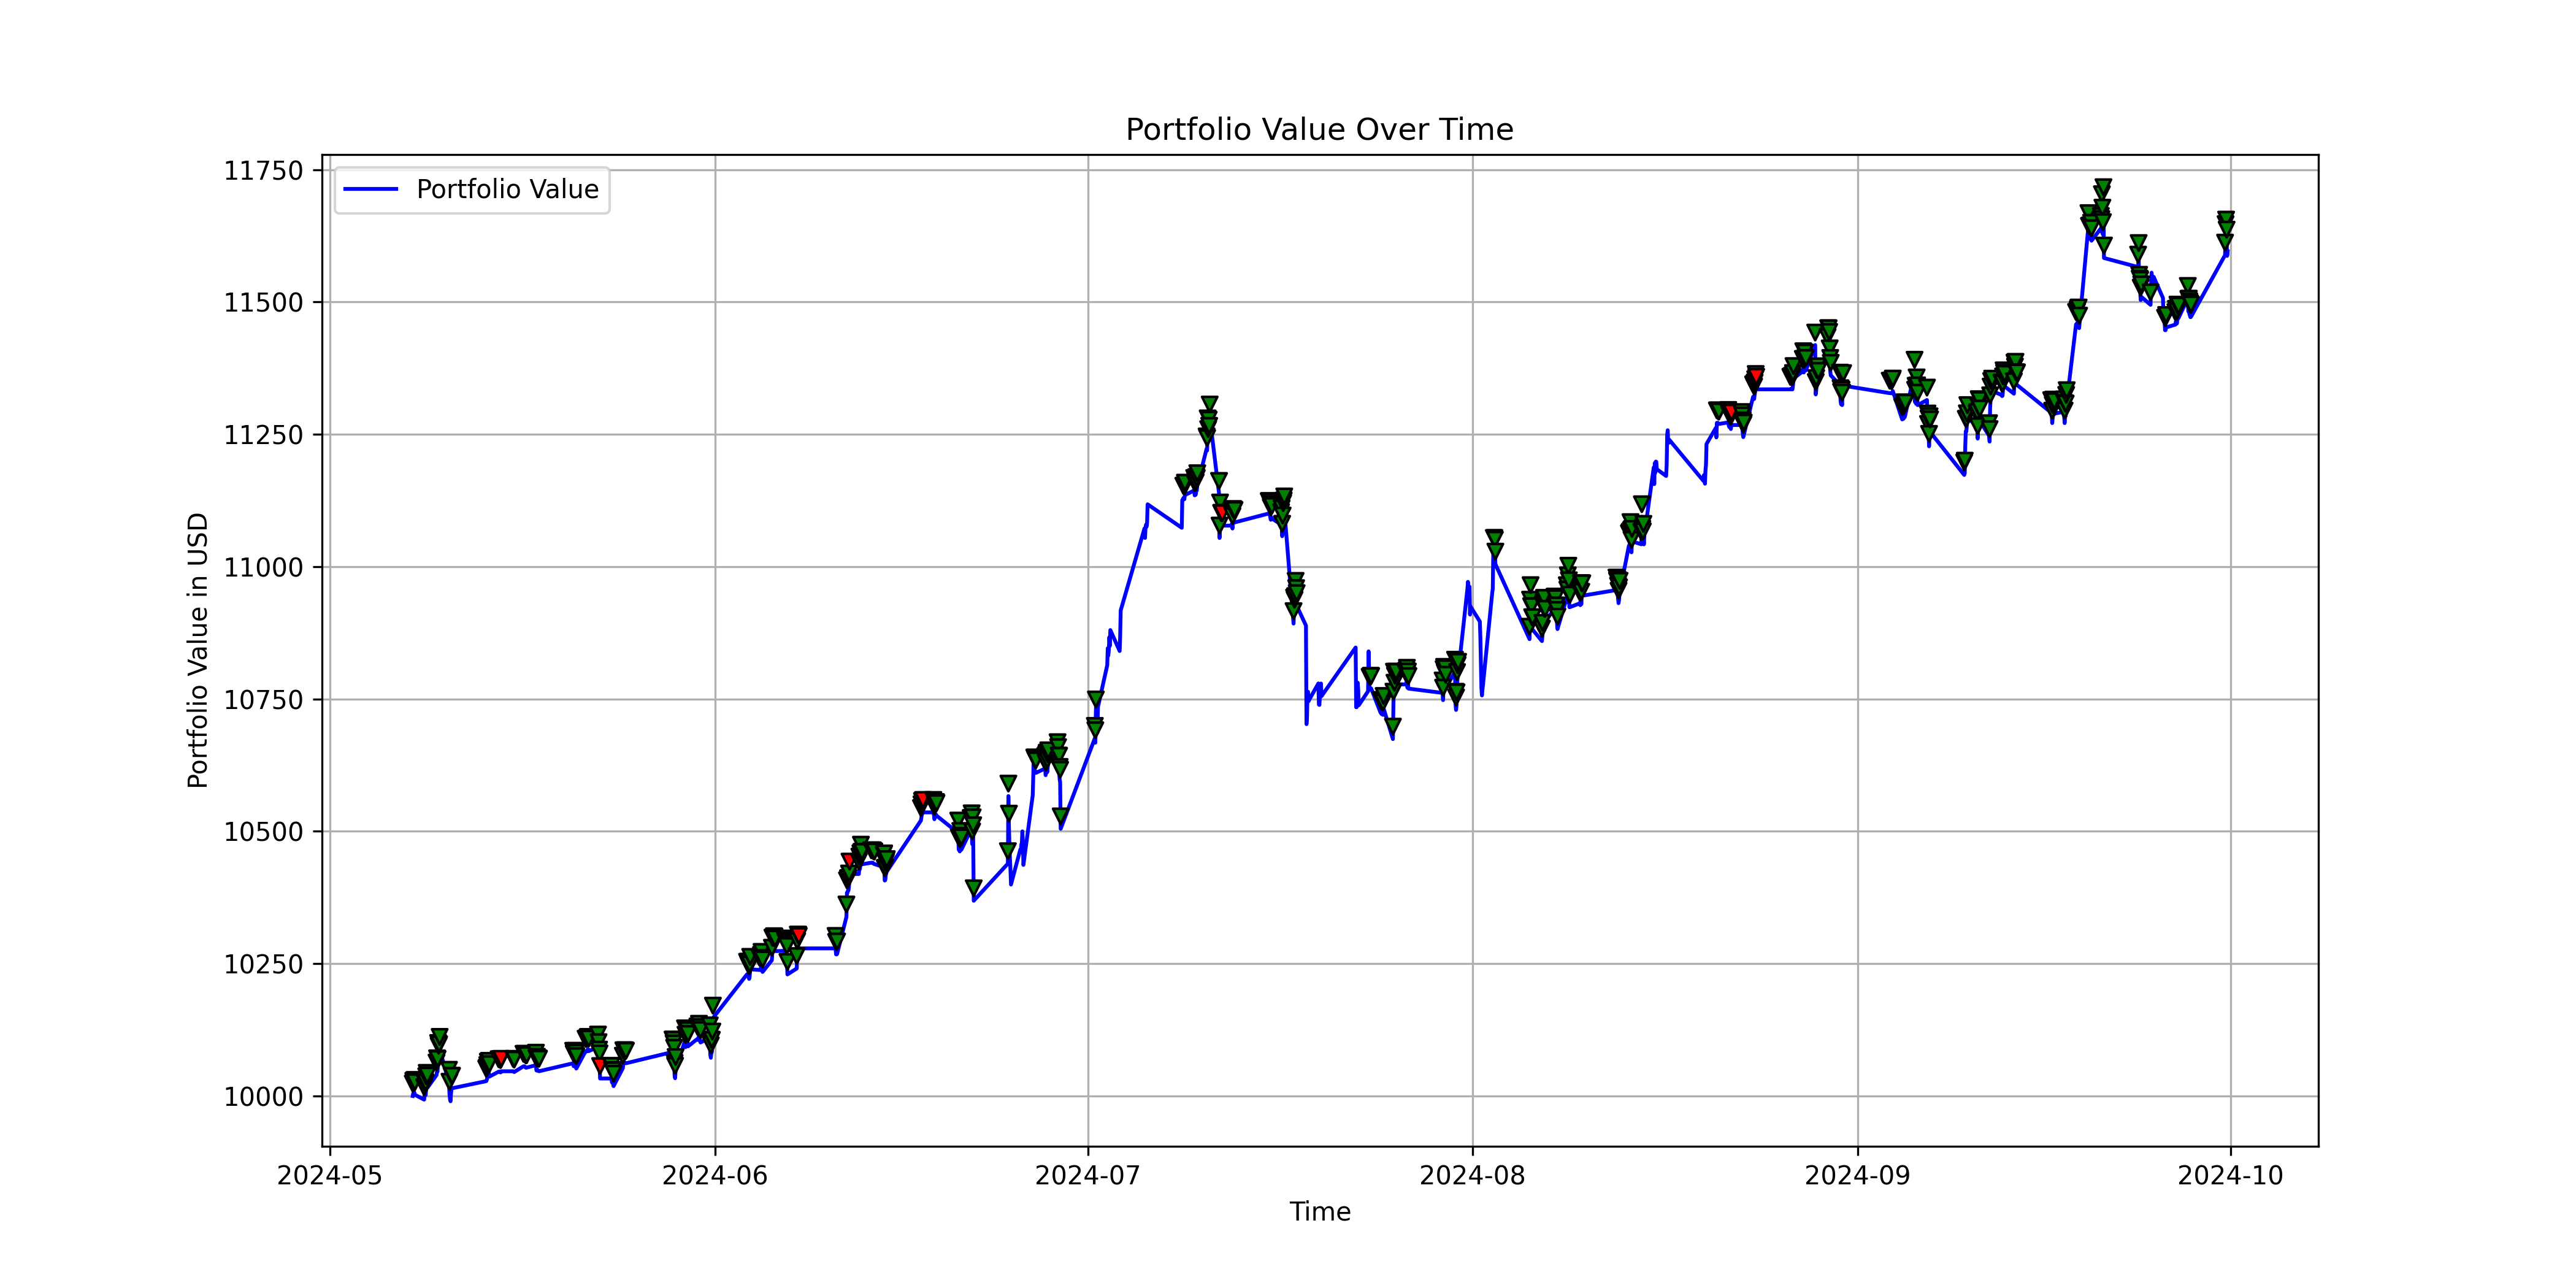 Portfolio Value Over Time
11750
Portfolio Value
11500
11250
11000
10750
10500
10250
10000
Portfolio Value in USD
2024-05 2024-06 2024-07 2024-08 2024-09 2024-10
Time